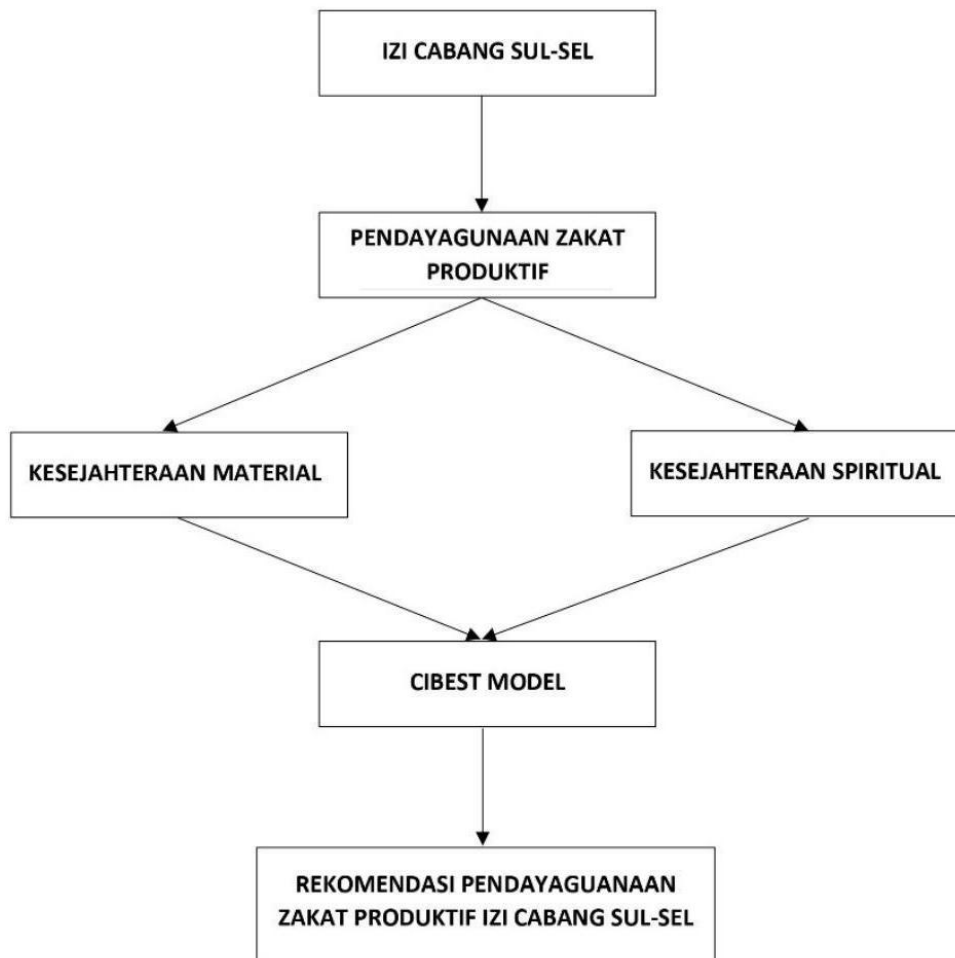 IZI CABANG SUL-SEL
PENDAYAGUNAAN ZAKAT
PRODUKTIF
KESEJAHTERAAN MATERIAL
KESEJAHTERAAN SPIRITUAL
CIBEST MODEL
REKOMENDASI PENDAYAGUANAAN
ZAKAT PRODUKTIF IZI CABANG SUL-SEL